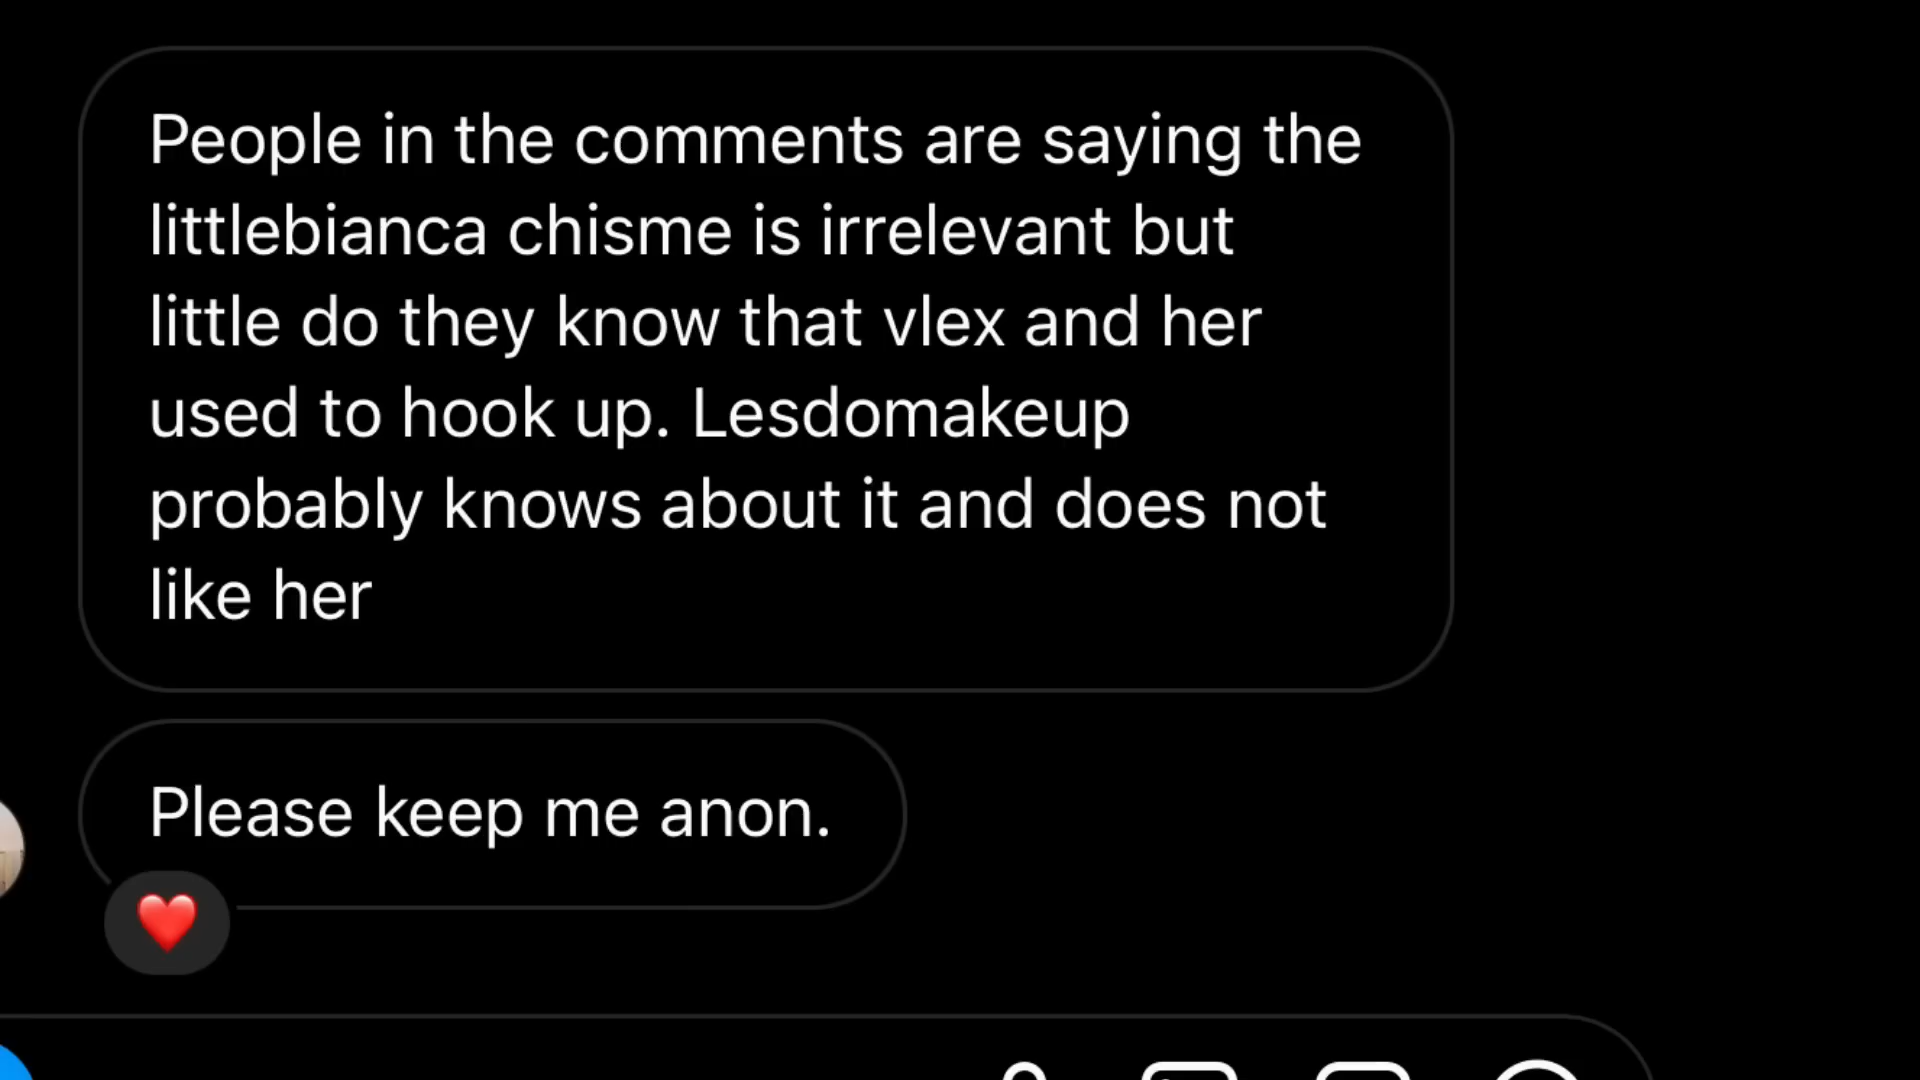 People in the comments are saying the
littlebianca chisme is irrelevant but
little do they know that vlex and her
used to hook up. Lesdomakeup
probably knows about it and does not
like her
Please keep me anon.